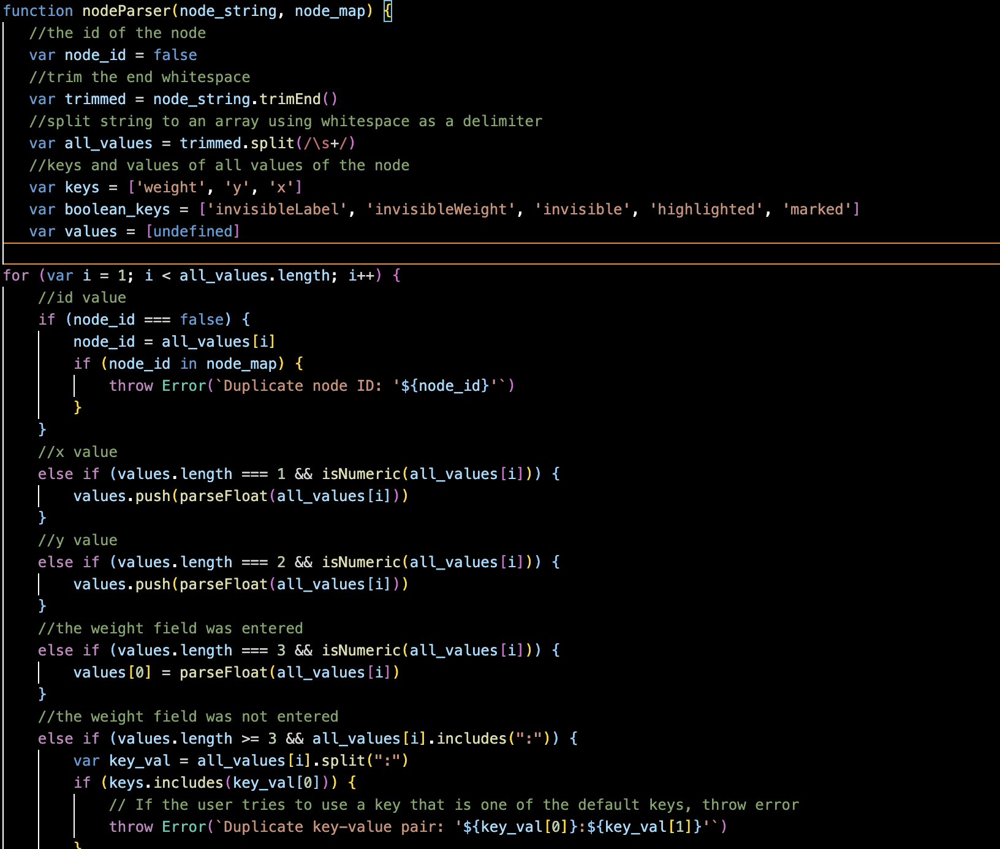 function nodeParser(node_string, node_map) {
//the id of the node
var node_id = false
//trim the end whitespace
var trimmed = node_string.trimEnd()
//split string to an array using whitespace as a delimiter
var all_values = trimmed.split(/\s+/)
//keys and values of all values of the node
var keys = ['weight', 'y', 'x']
var boolean_keys = ['invisibleLabel', 'invisibleWeight', 'invisible', 'highlighted', 'marked']
var values = [undefined]
for (var i = 1; i < all_values.length; i++) {
//id value
if (node_id === false) {
node_id = all_values[i]
if (node_id in node_map) {
throw Error(`Duplicate node ID: '${node_id}'`)
}
}
//x value
else if (values.length === 1 && isNumeric(all_values[i])) {
values.push(parseFloat(all_values[i]))
}
//y value
else if (values.length === 2 && isNumeric(all_values[i])) {
values.push(parseFloat(all_values[i]))
}
//the weight field was entered
else if (values.length === 3 && isNumeric(all_values[i])) {
values[0] = parseFloat(all_values[i])
}
//the weight field was not entered
else if (values.length >= 3 && all_values[i].includes(":")) {
var key_val = all_values[i].split(":")
if (keys.includes(key_val[0])) {
// If the user tries to use a key that is one of the default keys, throw error
throw Error(`Duplicate key-value pair: '${key_val[0]}:${key_val[1]}'`)
}